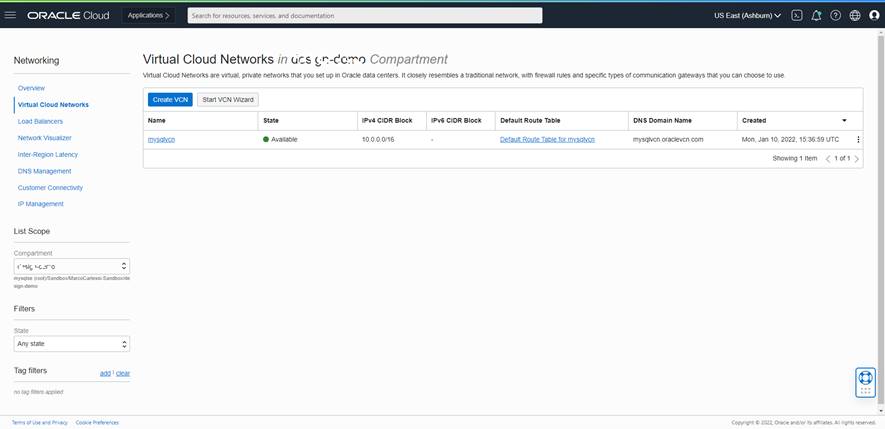 ORACLE Cloud
Applications
Search for resources, services, and documentation
US East (Ashburn)
Networking
Overview
Virtual Cloud Networks
Load Balancers
Network Visualizer
Inter-Region Latency
DNS Management
Customer Connectivity
IP Management
List Scope
Compartment
(root)/Sandbox/
sign-demo
Filters
State
Any state
Tag filters add | clear
no tag filters applied
Virtual Cloud Networks in Compartment
Virtual Cloud Networks are virtual, private networks that you set up in Oracle data centers. It closely resembles a traditional network, with firewall rules and specific types of communication gateways that you can choose to use.
Create VCN Start VCN Wizard
Name State IPv4 CIDR Block IPv6 CIDR Block Default Route Table DNS Domain Name Created
mysqlvcn Available 10.0.0.0/16 - Default Route Table for mysqlvcn mysqlvcn.oraclevcn.com Mon, Jan 10, 2022, 15:36:59 UTC
Showing 1 Item < 1 of 1 >
Terms of Use and Privacy Cookie Preferences
Copyright © 2022, Oracle and/or its affiliates. All rights reserved.